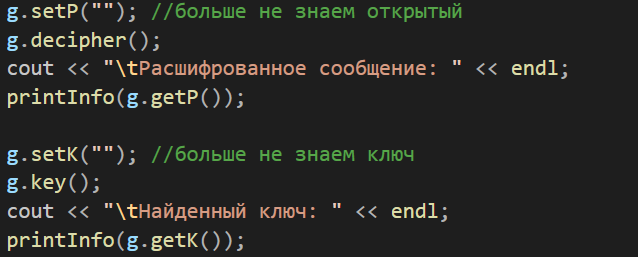 g.setP(""); //больше не знаем открытый
g.decipher();
cout << "\tРасшифрованное сообщение: " << endl;
printInfo(g.getP());
g.setK(""); //больше не знаем ключ
g.key();
cout << "\tНайденный ключ: " << endl;
printInfo(g.getK());